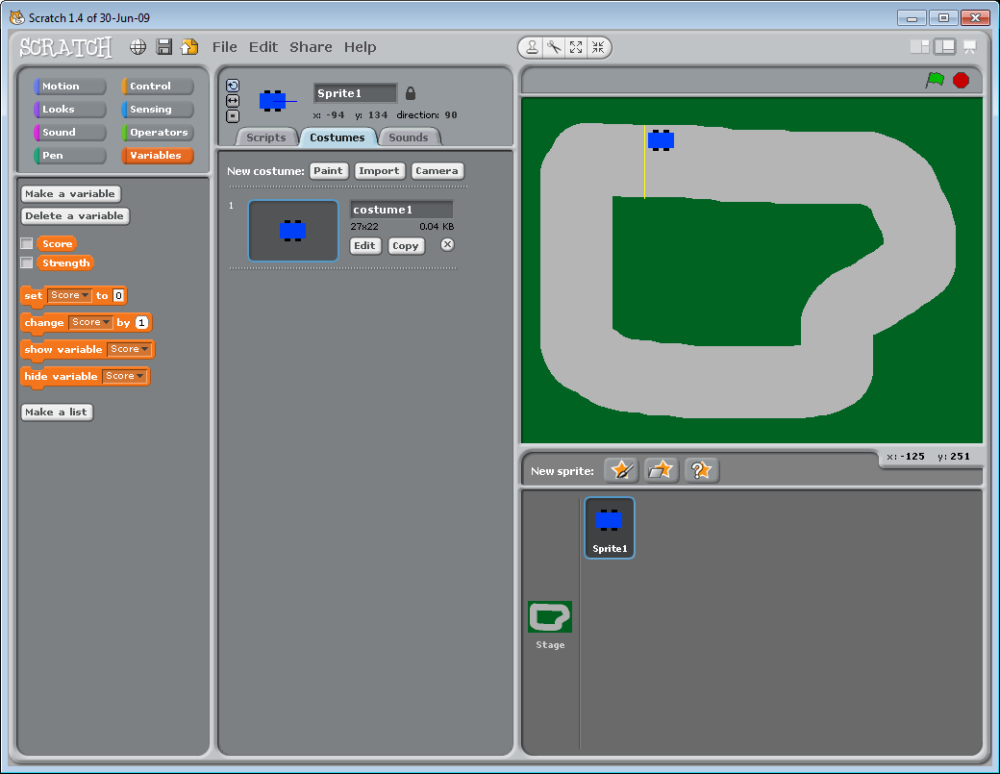 Scratch 1.4 of 30-Jun-09
SCRATCH File Edit Share Help
Motion Control
Looks Sensing
Sound Operators
Pen Variables
Make a variable
Delete a variable
Score
Strength
set Score to 0
change Score by 1
show variable Score
hide variable Score
Make a list
Sprite1
x: -94 y: 134 direction: 90
Scripts Costumes Sounds
New costume: Paint Import Camera
1
costume1
27x22 0.04 KB
Edit Copy
x: -125 y: 251
New sprite:
Sprite1
Stage